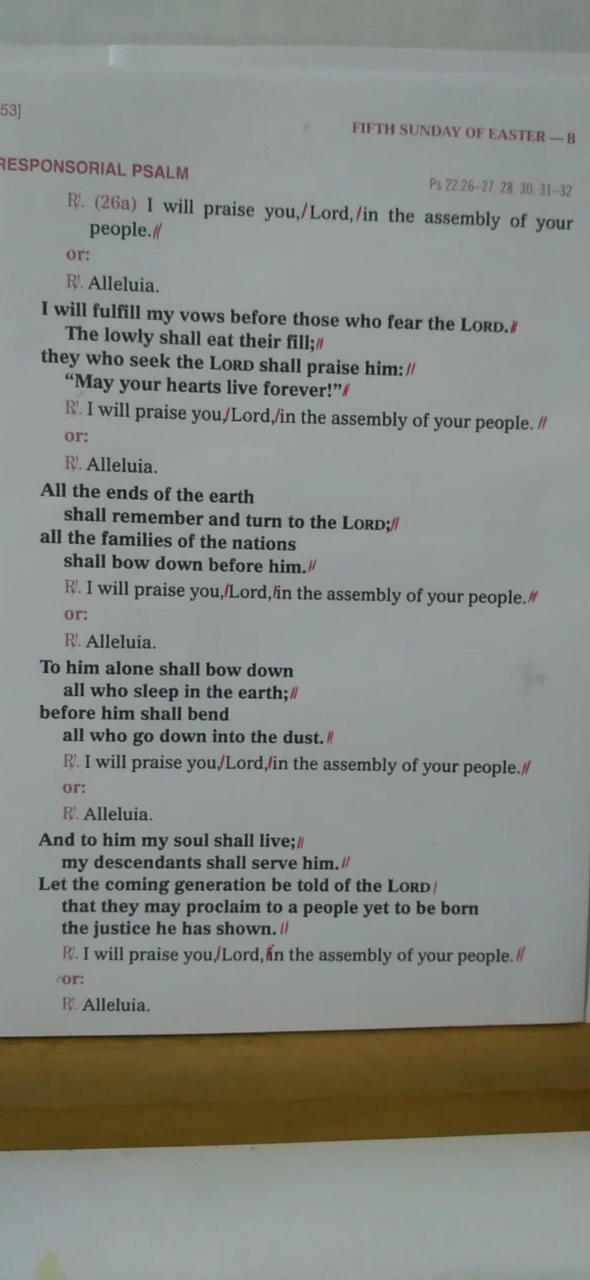 53]
FIFTH SUNDAY OF EASTER — B
RESPONSORIAL PSALM
Ps 22:26–27, 28, 30, 31–32
℟. (26a) I will praise you,/Lord,/in the assembly of your
people.//
or:
℟. Alleluia.
I will fulfill my vows before those who fear the LORD.//
The lowly shall eat their fill;//
they who seek the LORD shall praise him://
“May your hearts live forever!”//
℟. I will praise you,/Lord,/in the assembly of your people.//
or:
℟. Alleluia.
All the ends of the earth
shall remember and turn to the LORD;//
all the families of the nations
shall bow down before him.//
℟. I will praise you,/Lord,/in the assembly of your people.//
or:
℟. Alleluia.
To him alone shall bow down
all who sleep in the earth;//
before him shall bend
all who go down into the dust.//
℟. I will praise you,/Lord,/in the assembly of your people.//
or:
℟. Alleluia.
And to him my soul shall live;//
my descendants shall serve him.//
Let the coming generation be told of the LORD/
that they may proclaim to a people yet to be born
the justice he has shown.//
℟. I will praise you,/Lord,/in the assembly of your people.//
or:
℟. Alleluia.